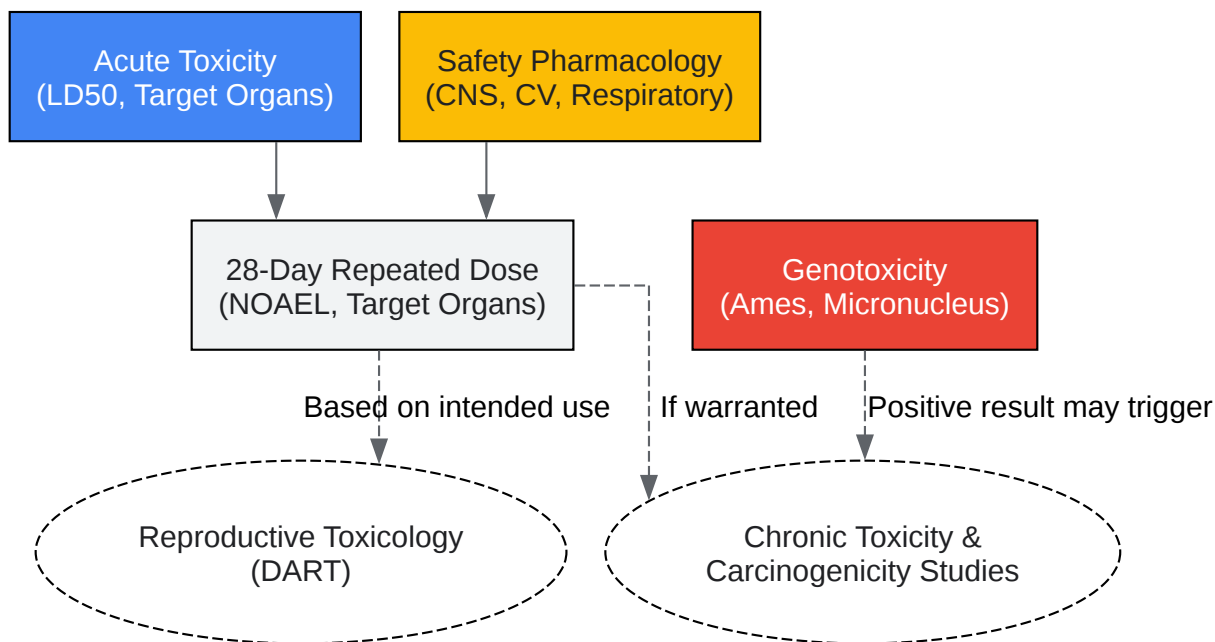 Acute Toxicity
(LD50, Target Organs)
Safety Pharmacology
(CNS, CV, Respiratory)
28-Day Repeated Dose
(NOAEL, Target Organs)
Genotoxicity
(Ames, Micronucleus)
Based on intended use
If warranted
Positive result may trigger
Reproductive Toxicology
(DART)
Chronic Toxicity &
Carcinogenicity Studies